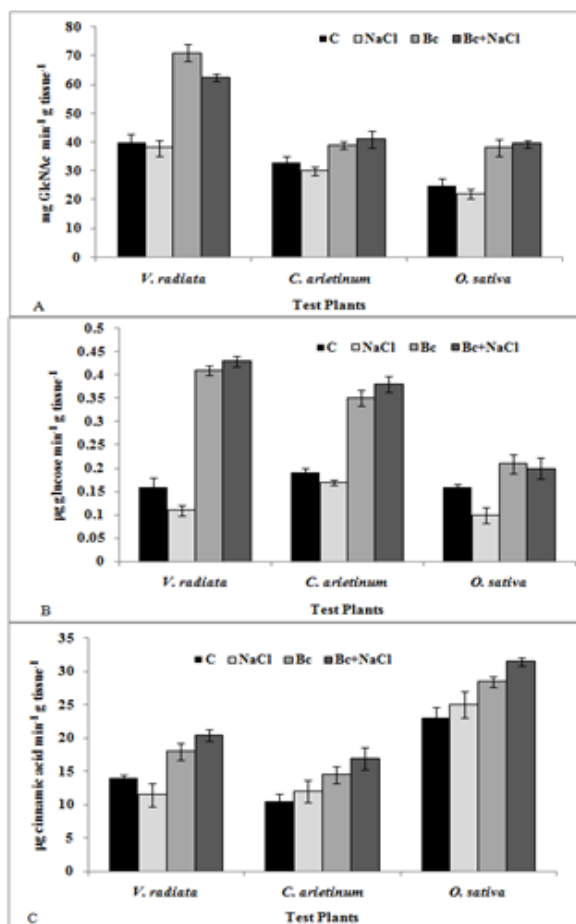 80
70
60
50
40
30
20
10
0
mg GlcNAc min⁻¹ g tissue⁻¹
C NaCl Bc Bc+NaCl
V. radiata C. arietinum O. sativa
A Test Plants
0.5
0.45
0.4
0.35
0.3
0.25
0.2
0.15
0.1
0.05
0
µg glucose min⁻¹ g tissue⁻¹
C NaCl Bc Bc+NaCl
V. radiata C. arietinum O. sativa
B Test Plants
35
30
25
20
15
10
5
0
µg cinnamic acid min⁻¹ g tissue⁻¹
C NaCl Bc Bc+NaCl
V. radiata C. arietinum O. sativa
C Test Plants